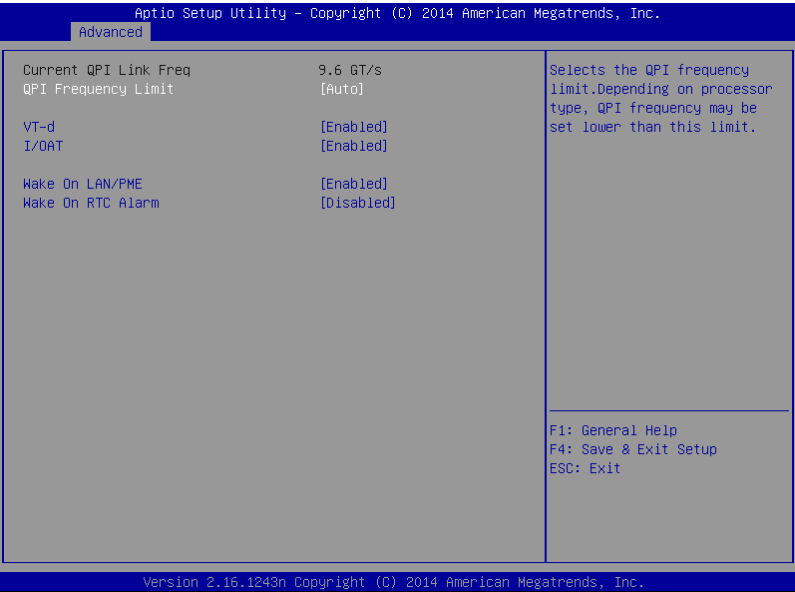 Aptio Setup Utility – Copyright (C) 2014 American Megatrends, Inc.
Advanced
Current QPI Link Freq 9.6 GT/s
QPI Frequency Limit [Auto]
VT-d [Enabled]
I/OAT [Enabled]
Wake On LAN/PME [Enabled]
Wake On RTC Alarm [Disabled]
Selects the QPI frequency
limit.Depending on processor
type, QPI frequency may be
set lower than this limit.
F1: General Help
F4: Save & Exit Setup
ESC: Exit
Version 2.16.1243n Copyright (C) 2014 American Megatrends, Inc.